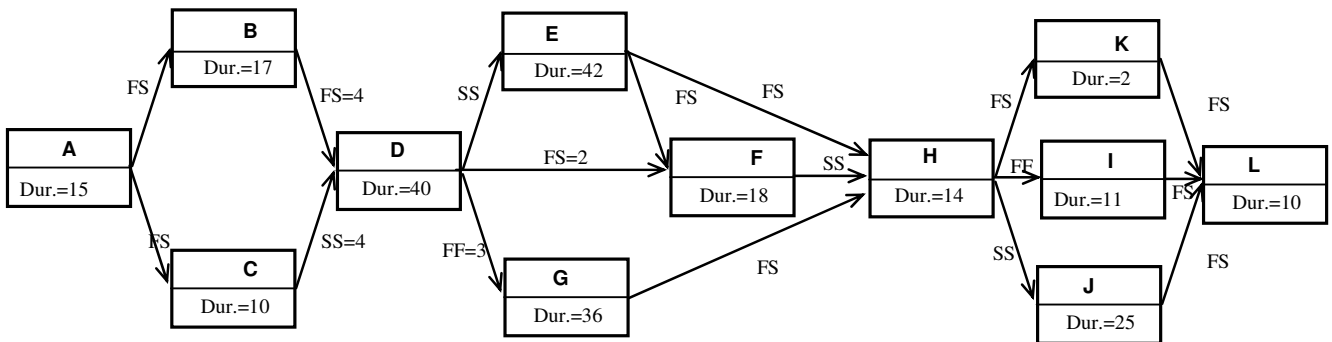 B
Dur.=17
E
Dur.=42
K
Dur.=2
FS
FS=4
SS
FS
FS
FS
FS
A
Dur.=15
D
Dur.=40
FS=2
F
Dur.=18
SS
H
Dur.=14
FF
I
Dur.=11
FS
L
Dur.=10
FS
SS=4
FF=3
FS
SS
FS
C
Dur.=10
G
Dur.=36
J
Dur.=25